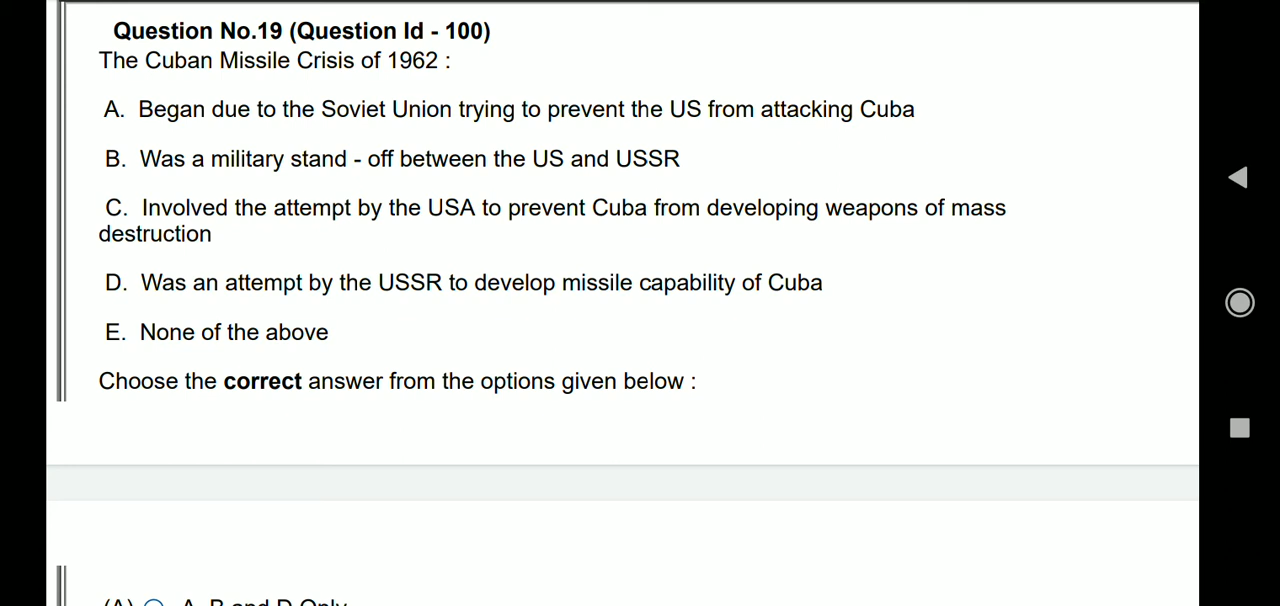 Question No.19 (Question Id - 100)
The Cuban Missile Crisis of 1962 :
A. Began due to the Soviet Union trying to prevent the US from attacking Cuba
B. Was a military stand - off between the US and USSR
C. Involved the attempt by the USA to prevent Cuba from developing weapons of mass
destruction
D. Was an attempt by the USSR to develop missile capability of Cuba
E. None of the above
Choose the correct answer from the options given below :
(A) A, B and D Only